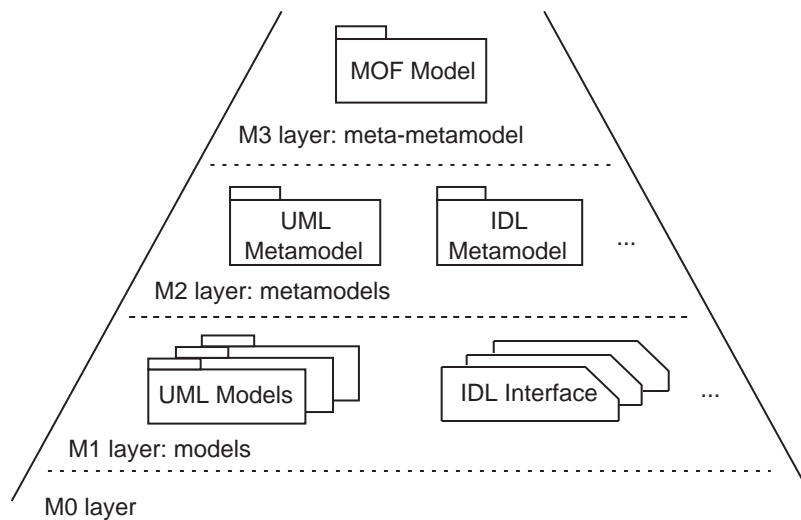 MOF Model
M3 layer: meta-metamodel
UML
Metamodel
IDL
Metamodel
...
M2 layer: metamodels
UML Models
IDL Interface
...
M1 layer: models
M0 layer